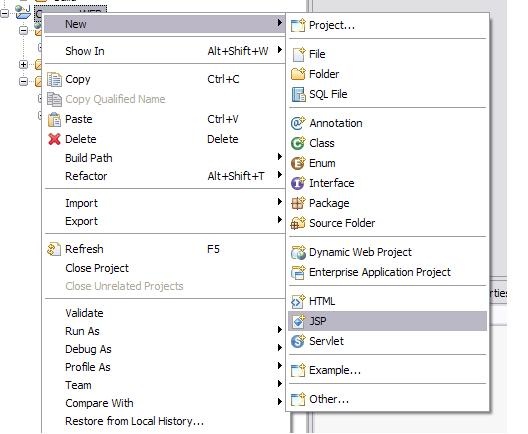 New
Show In Alt+Shift+W
Copy Ctrl+C
Copy Qualified Name
Paste Ctrl+V
Delete Delete
Build Path
Refactor Alt+Shift+T
Import
Export
Refresh F5
Close Project
Close Unrelated Projects
Validate
Run As
Debug As
Profile As
Team
Compare With
Restore from Local History...
Project...
File
Folder
SQL File
Annotation
Class
Enum
Interface
Package
Source Folder
Dynamic Web Project
Enterprise Application Project
HTML
JSP
Servlet
Example...
Other...